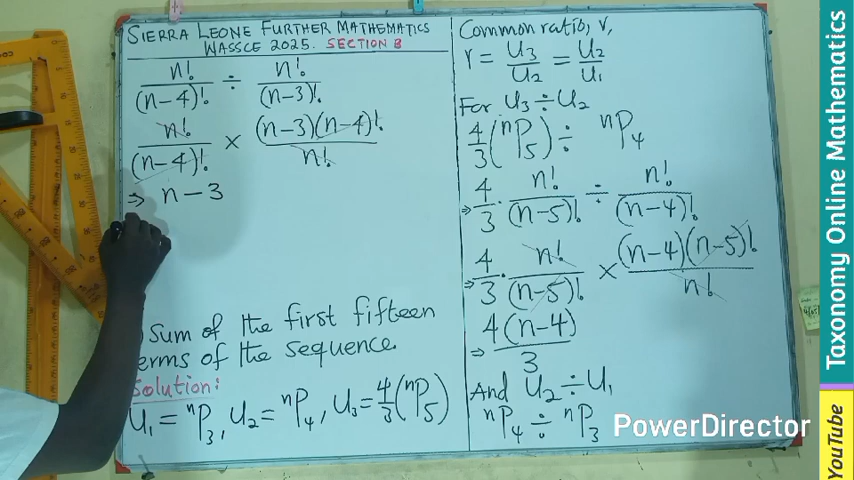 SIERRA LEONE FURTHER MATHEMATICS
WASSCE 2025. SECTION B
n!/(n-4)! ÷ n!/(n-3)!
n!/(n-4)! × (n-3)(n-4)!/n!
⇒ n-3
Sum of the first fifteen
terms of the sequence.
Solution:
U₁ = ⁿP₃, U₂ = ⁿP₄, U₃ = 4/3(ⁿP₅)
Common ratio, r,
r = U₃/U₂ = U₂/U₁
For U₃ ÷ U₂
4/3(ⁿP₅) ÷ ⁿP₄
⇒ 4/3 · n!/(n-5)! ÷ n!/(n-4)!
⇒ 4/3 · n!/(n-5)! × (n-4)(n-5)!/n!
⇒ 4(n-4)/3
And U₂ ÷ U₁
ⁿP₄ ÷ ⁿP₃
PowerDirector
Taxonomy Online Mathematics
YouTube